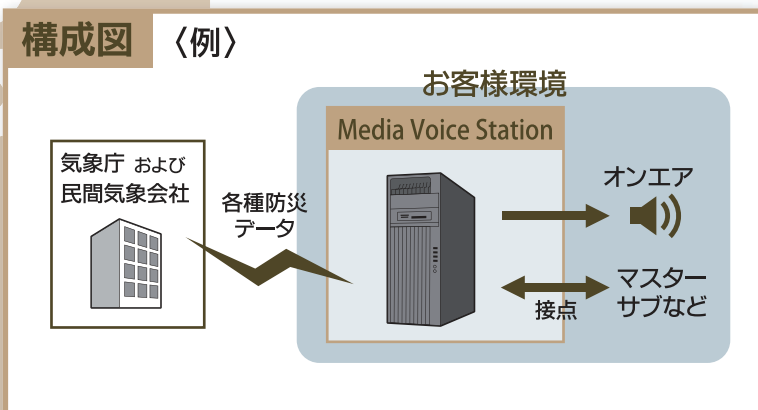 構成図 〈例〉
お客様環境
Media Voice Station
気象庁 および
民間気象会社
各種防災
データ
オンエア
接点
マスター
サブなど